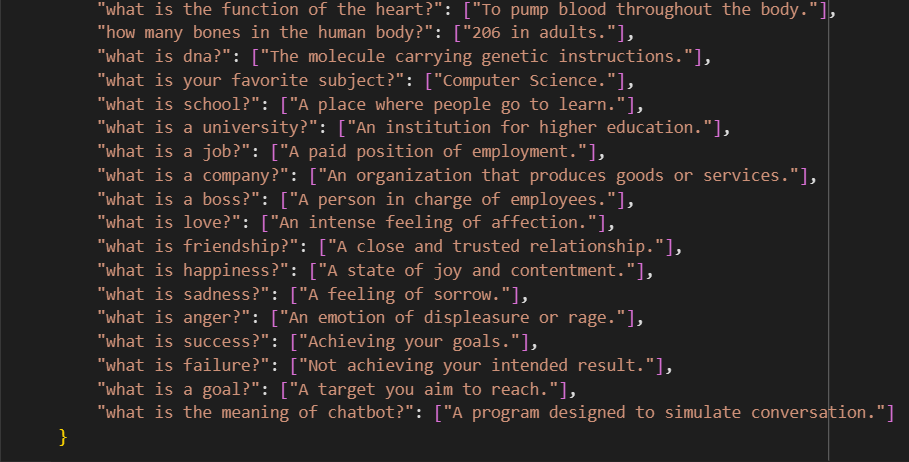 "what is the function of the heart?": ["To pump blood throughout the body."],
"how many bones in the human body?": ["206 in adults."],
"what is dna?": ["The molecule carrying genetic instructions."],
"what is your favorite subject?": ["Computer Science."],
"what is school?": ["A place where people go to learn."],
"what is a university?": ["An institution for higher education."],
"what is a job?": ["A paid position of employment."],
"what is a company?": ["An organization that produces goods or services."],
"what is a boss?": ["A person in charge of employees."],
"what is love?": ["An intense feeling of affection."],
"what is friendship?": ["A close and trusted relationship."],
"what is happiness?": ["A state of joy and contentment."],
"what is sadness?": ["A feeling of sorrow."],
"what is anger?": ["An emotion of displeasure or rage."],
"what is success?": ["Achieving your goals."],
"what is failure?": ["Not achieving your intended result."],
"what is a goal?": ["A target you aim to reach."],
"what is the meaning of chatbot?": ["A program designed to simulate conversation."]
}